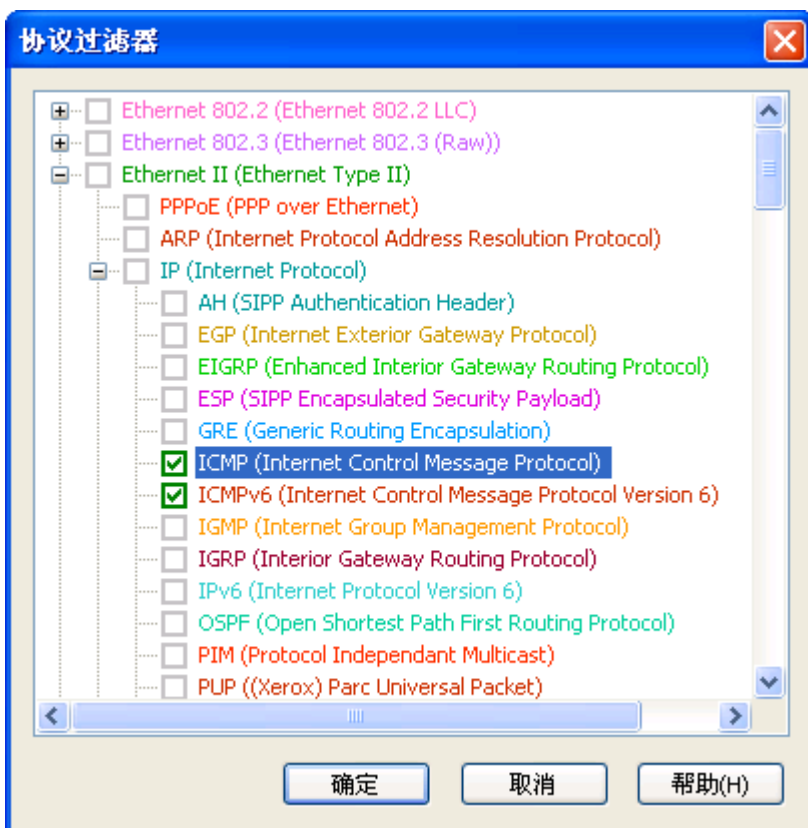 协议过滤器
Ethernet 802.2 (Ethernet 802.2 LLC)
Ethernet 802.3 (Ethernet 802.3 (Raw))
Ethernet II (Ethernet Type II)
PPPoE (PPP over Ethernet)
ARP (Internet Protocol Address Resolution Protocol)
IP (Internet Protocol)
AH (SIPP Authentication Header)
EGP (Internet Exterior Gateway Protocol)
EIGRP (Enhanced Interior Gateway Routing Protocol)
ESP (SIPP Encapsulated Security Payload)
GRE (Generic Routing Encapsulation)
ICMP (Internet Control Message Protocol)
ICMPv6 (Internet Control Message Protocol Version 6)
IGMP (Internet Group Management Protocol)
IGRP (Interior Gateway Routing Protocol)
IPv6 (Internet Protocol Version 6)
OSPF (Open Shortest Path First Routing Protocol)
PIM (Protocol Independant Multicast)
PUP ((Xerox) Parc Universal Packet)
确定 取消 帮助(H)